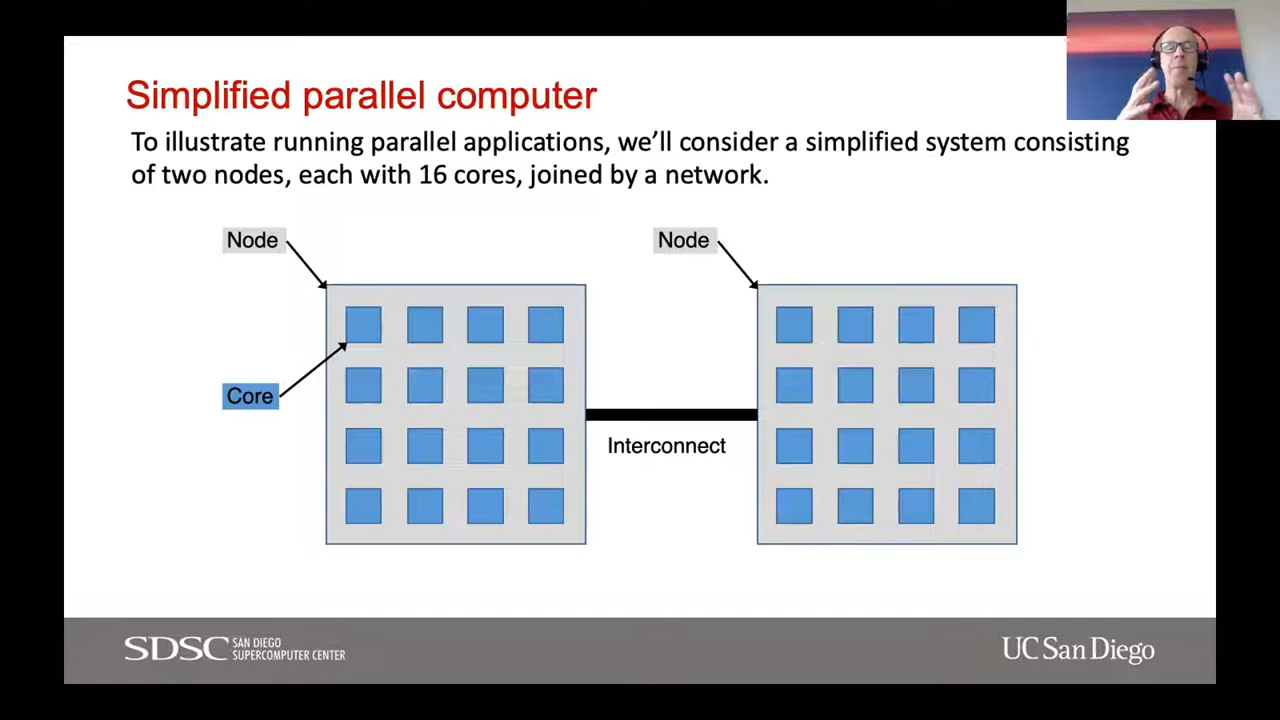 Simplified parallel computer
To illustrate running parallel applications, we’ll consider a simplified system consisting
of two nodes, each with 16 cores, joined by a network.
Node
Node
Core
Interconnect
SDSC SAN DIEGO
SUPERCOMPUTER CENTER
UC San Diego